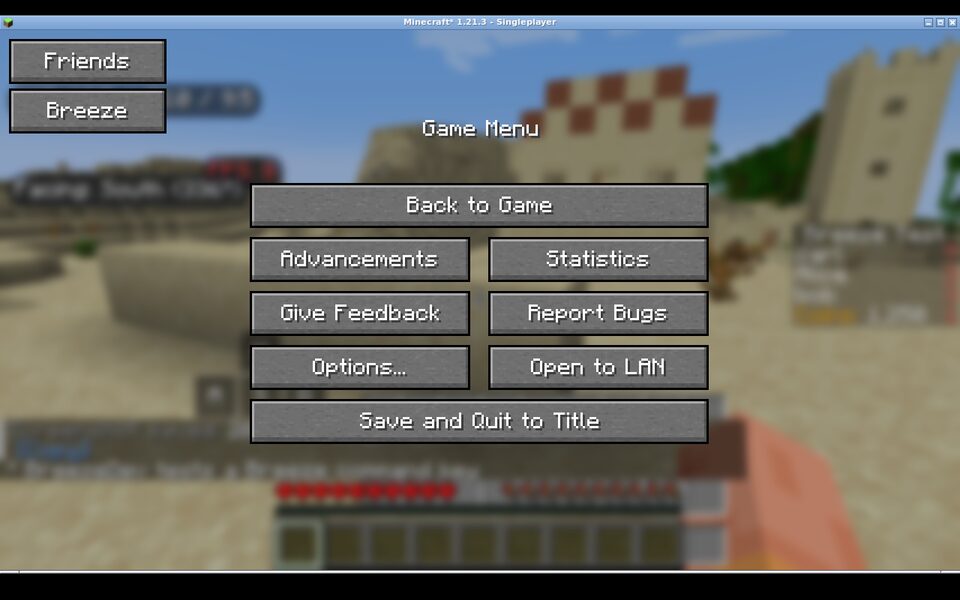 Minecraft* 1.21.3 - Singleplayer
Friends
Breeze
Game Menu
Back to Game
Advancements
Statistics
Give Feedback
Report Bugs
Options...
Open to LAN
Save and Quit to Title